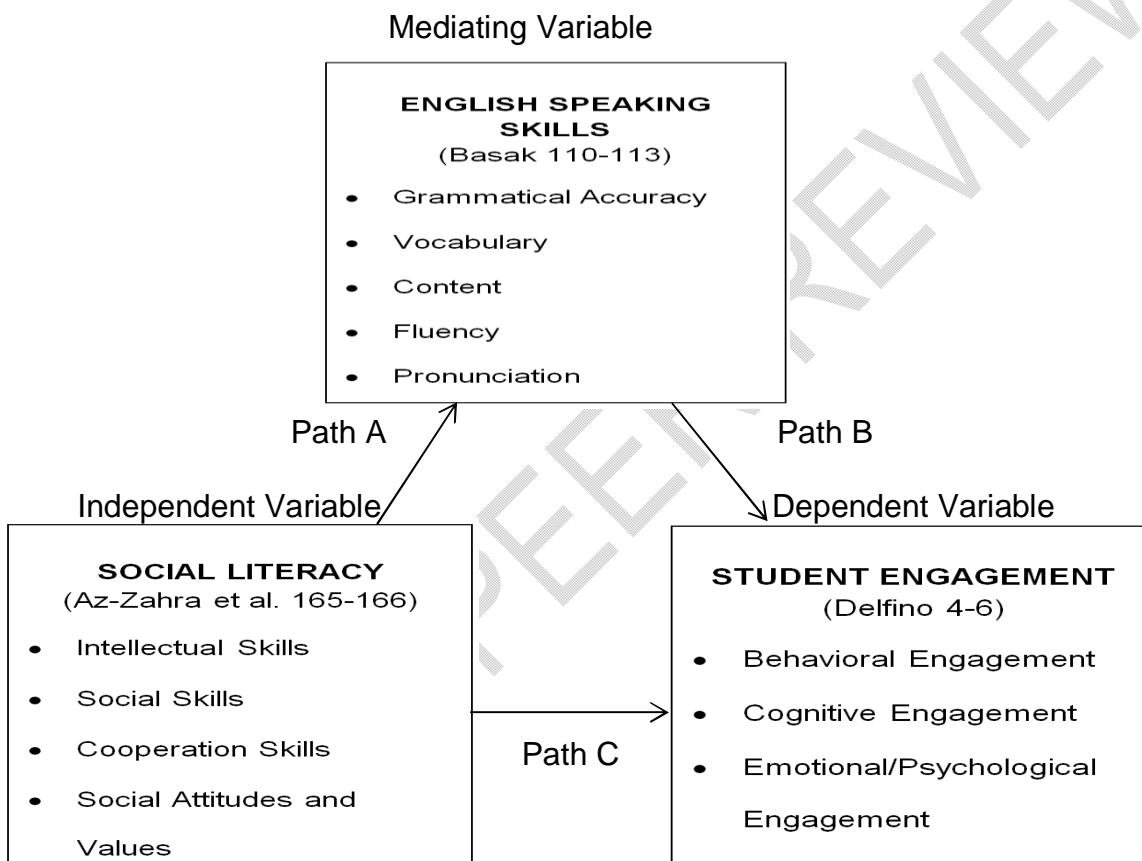 Mediating Variable
ENGLISH SPEAKING
SKILLS
(Basak 110-113)
• Grammatical Accuracy
• Vocabulary
• Content
• Fluency
• Pronunciation
Path A
Path B
Independent Variable
Dependent Variable
SOCIAL LITERACY
(Az-Zahra et al. 165-166)
• Intellectual Skills
• Social Skills
• Cooperation Skills
• Social Attitudes and
Values
Path C
STUDENT ENGAGEMENT
(Delfino 4-6)
• Behavioral Engagement
• Cognitive Engagement
• Emotional/Psychological
Engagement
PEER REVIEW